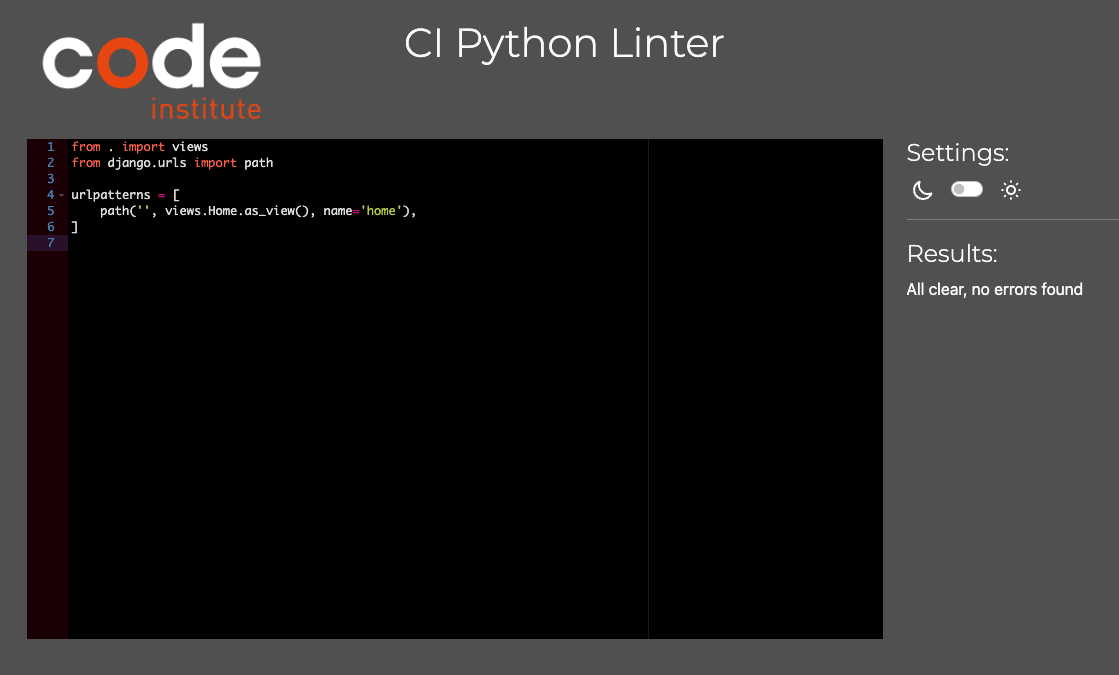 code
institute
CI Python Linter
1 from . import views
2 from django.urls import path
3
4 urlpatterns = [
5     path('', views.Home.as_view(), name='home'),
6 ]
7
Settings:
Results:
All clear, no errors found